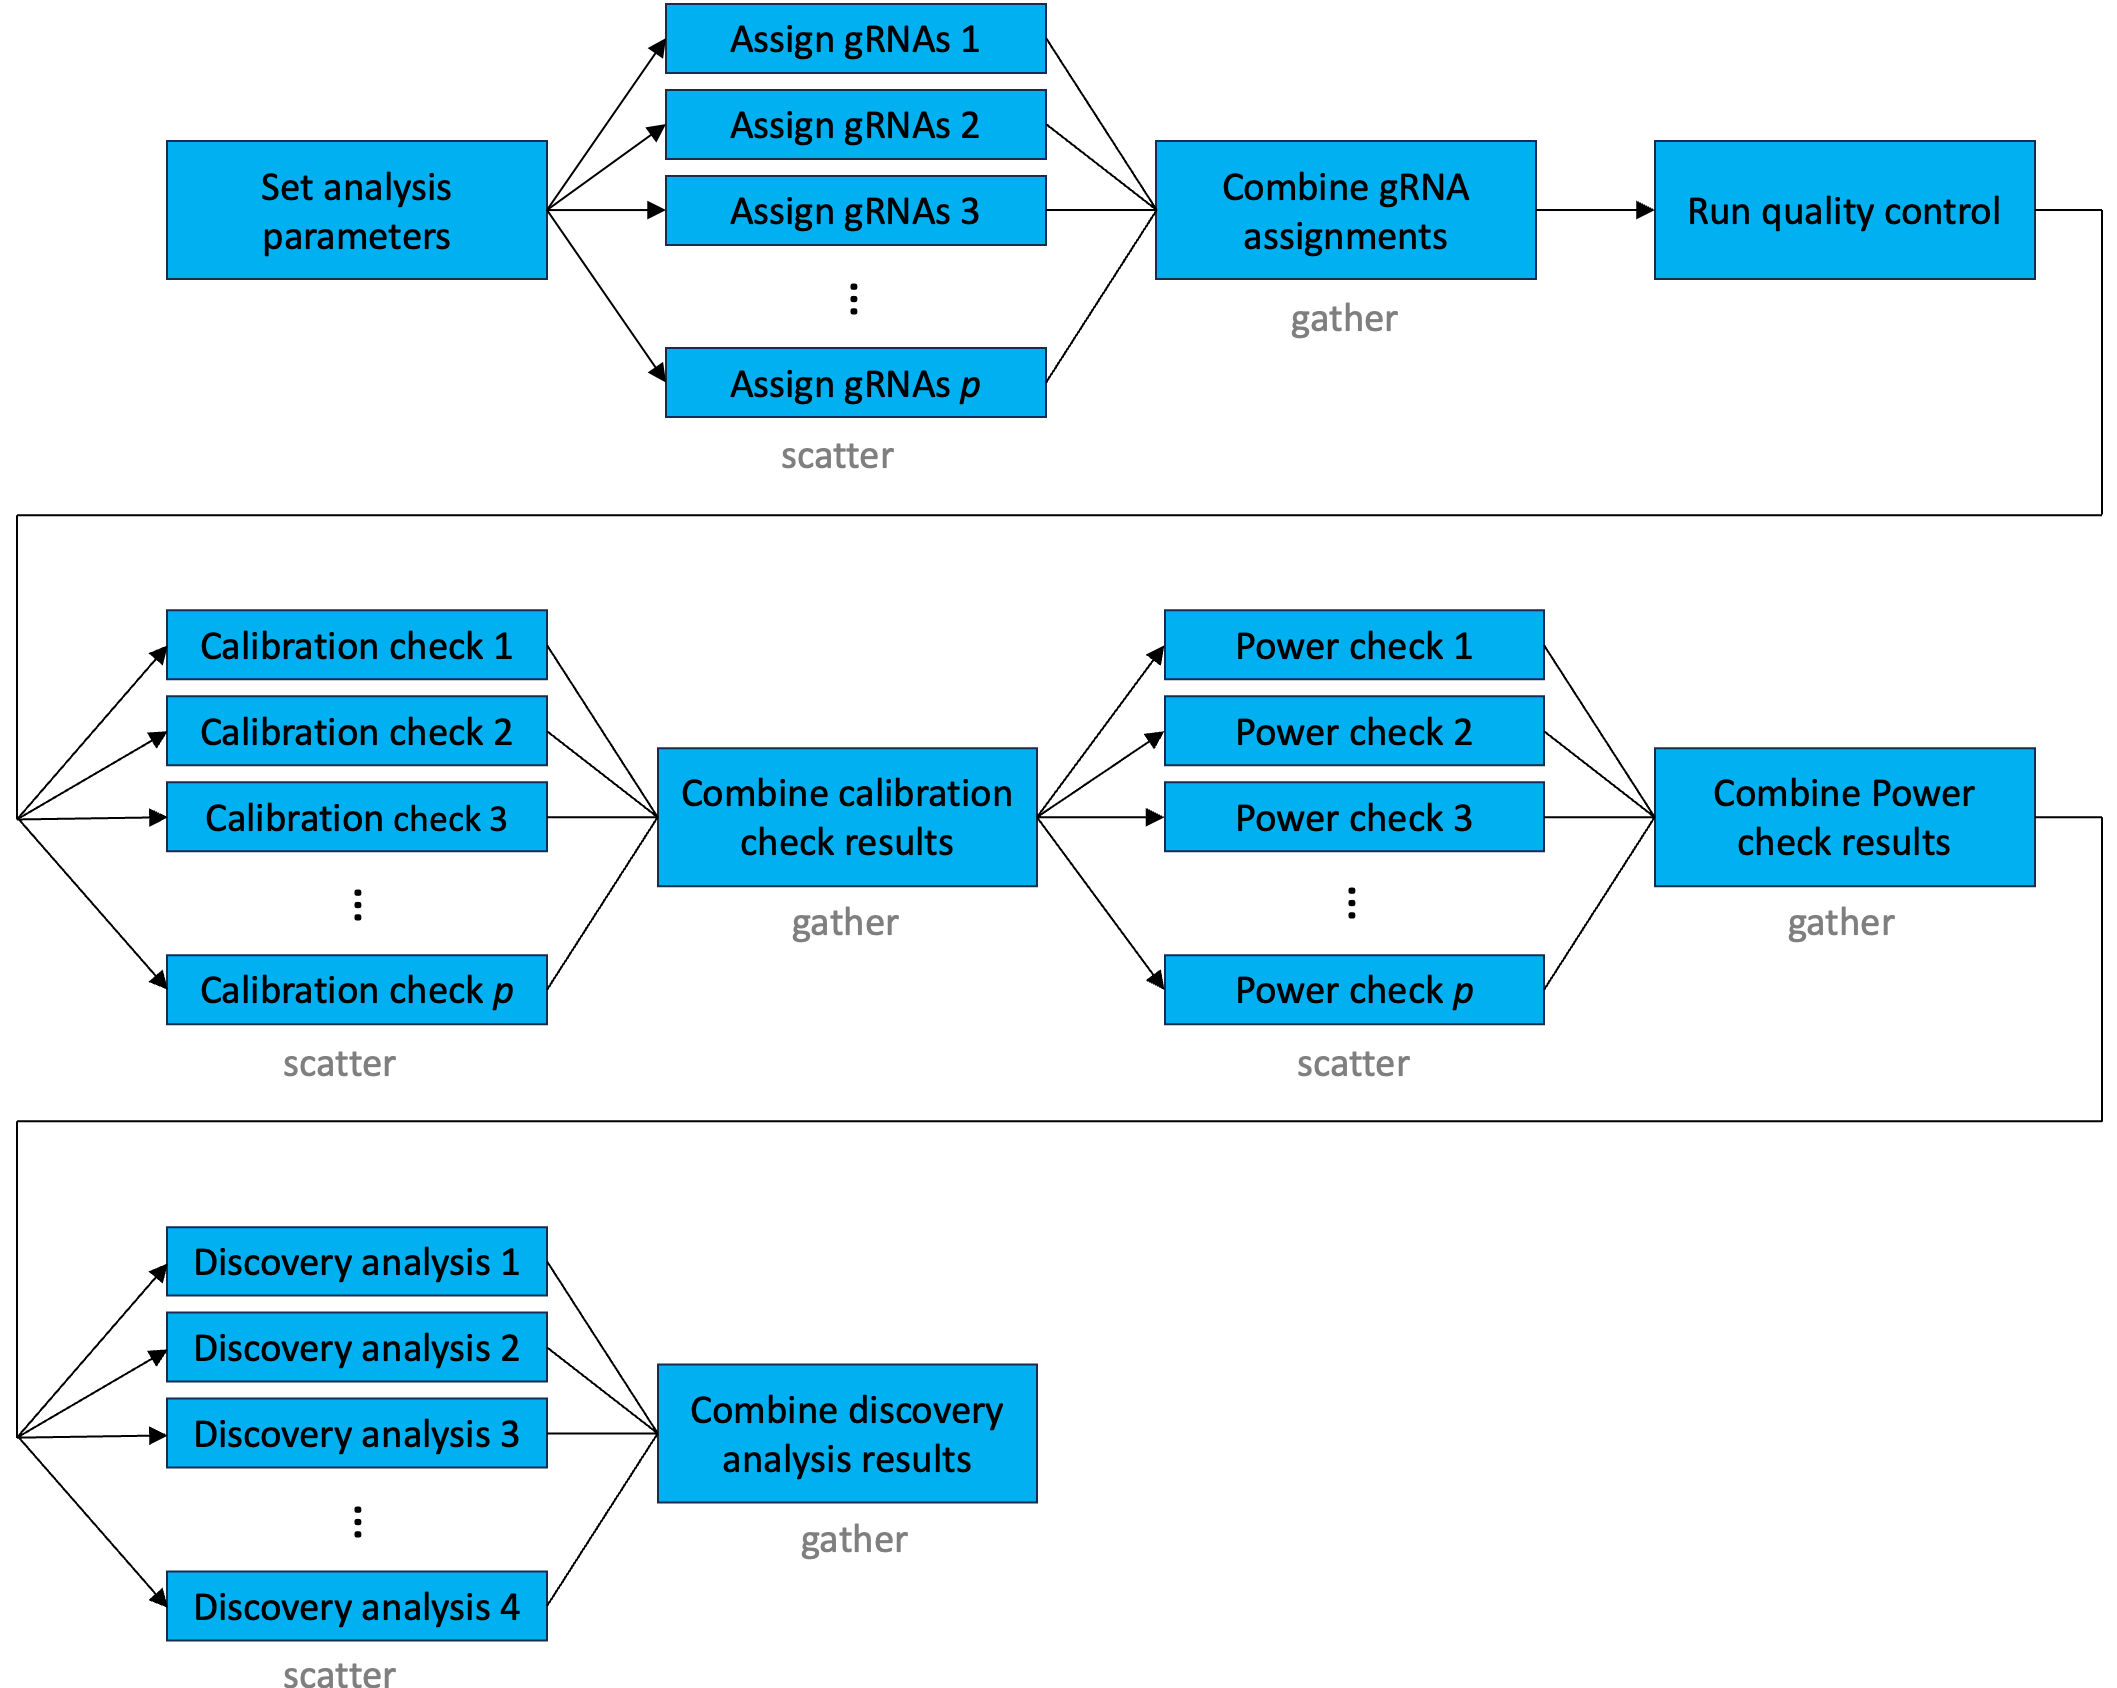 Set analysis
parameters
Assign gRNAs 1
Assign gRNAs 2
Assign gRNAs 3
⋮
Assign gRNAs p
scatter
Combine gRNA
assignments
gather
Run quality control
Calibration check 1
Calibration check 2
Calibration check 3
⋮
Calibration check p
scatter
Combine calibration
check results
gather
Power check 1
Power check 2
Power check 3
⋮
Power check p
scatter
Combine Power
check results
gather
Discovery analysis 1
Discovery analysis 2
Discovery analysis 3
⋮
Discovery analysis 4
scatter
Combine discovery
analysis results
gather